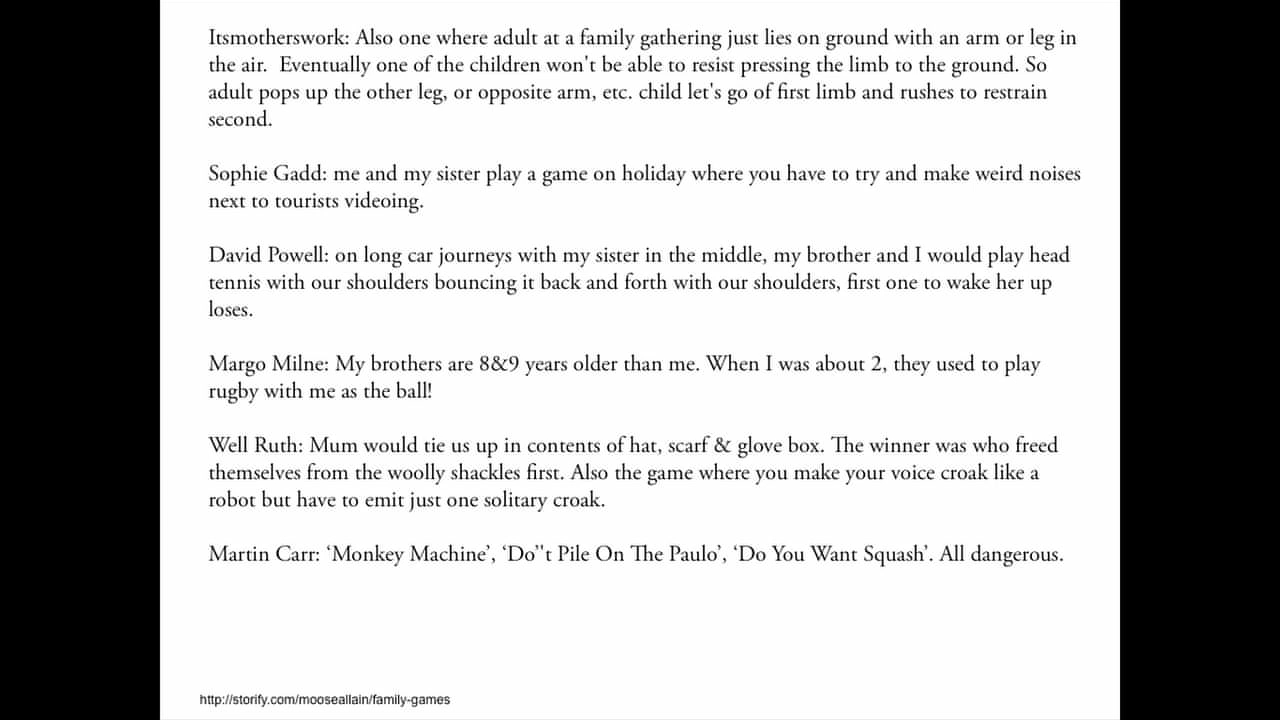 Itsmotherswork: Also one where adult at a family gathering just lies on ground with an arm or leg in
the air.  Eventually one of the children won't be able to resist pressing the limb to the ground. So
adult pops up the other leg, or opposite arm, etc. child let's go of first limb and rushes to restrain
second.
Sophie Gadd: me and my sister play a game on holiday where you have to try and make weird noises
next to tourists videoing.
David Powell: on long car journeys with my sister in the middle, my brother and I would play head
tennis with our shoulders bouncing it back and forth with our shoulders, first one to wake her up
loses.
Margo Milne: My brothers are 8&9 years older than me. When I was about 2, they used to play
rugby with me as the ball!
Well Ruth: Mum would tie us up in contents of hat, scarf & glove box. The winner was who freed
themselves from the woolly shackles first. Also the game where you make your voice croak like a
robot but have to emit just one solitary croak.
Martin Carr: ‘Monkey Machine’, ‘Do"t Pile On The Paulo’, ‘Do You Want Squash’. All dangerous.
http://storify.com/mooseallain/family-games